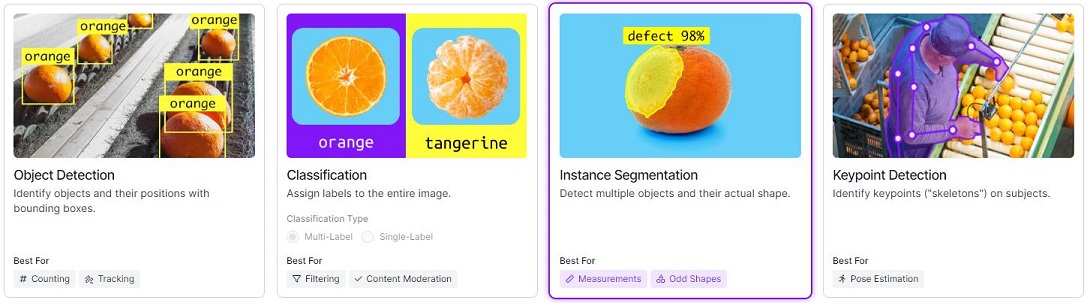 orange
orange
orange
orange
orange
Object Detection
Identify objects and their positions with
bounding boxes.
Best For
Counting
Tracking
orange
tangerine
Classification
Assign labels to the entire image.
Classification Type
Multi-Label
Single-Label
Best For
Filtering
Content Moderation
defect 98%
Instance Segmentation
Detect multiple objects and their actual shape.
Best For
Measurements
Odd Shapes
Keypoint Detection
Identify keypoints ("skeletons") on subjects.
Best For
Pose Estimation